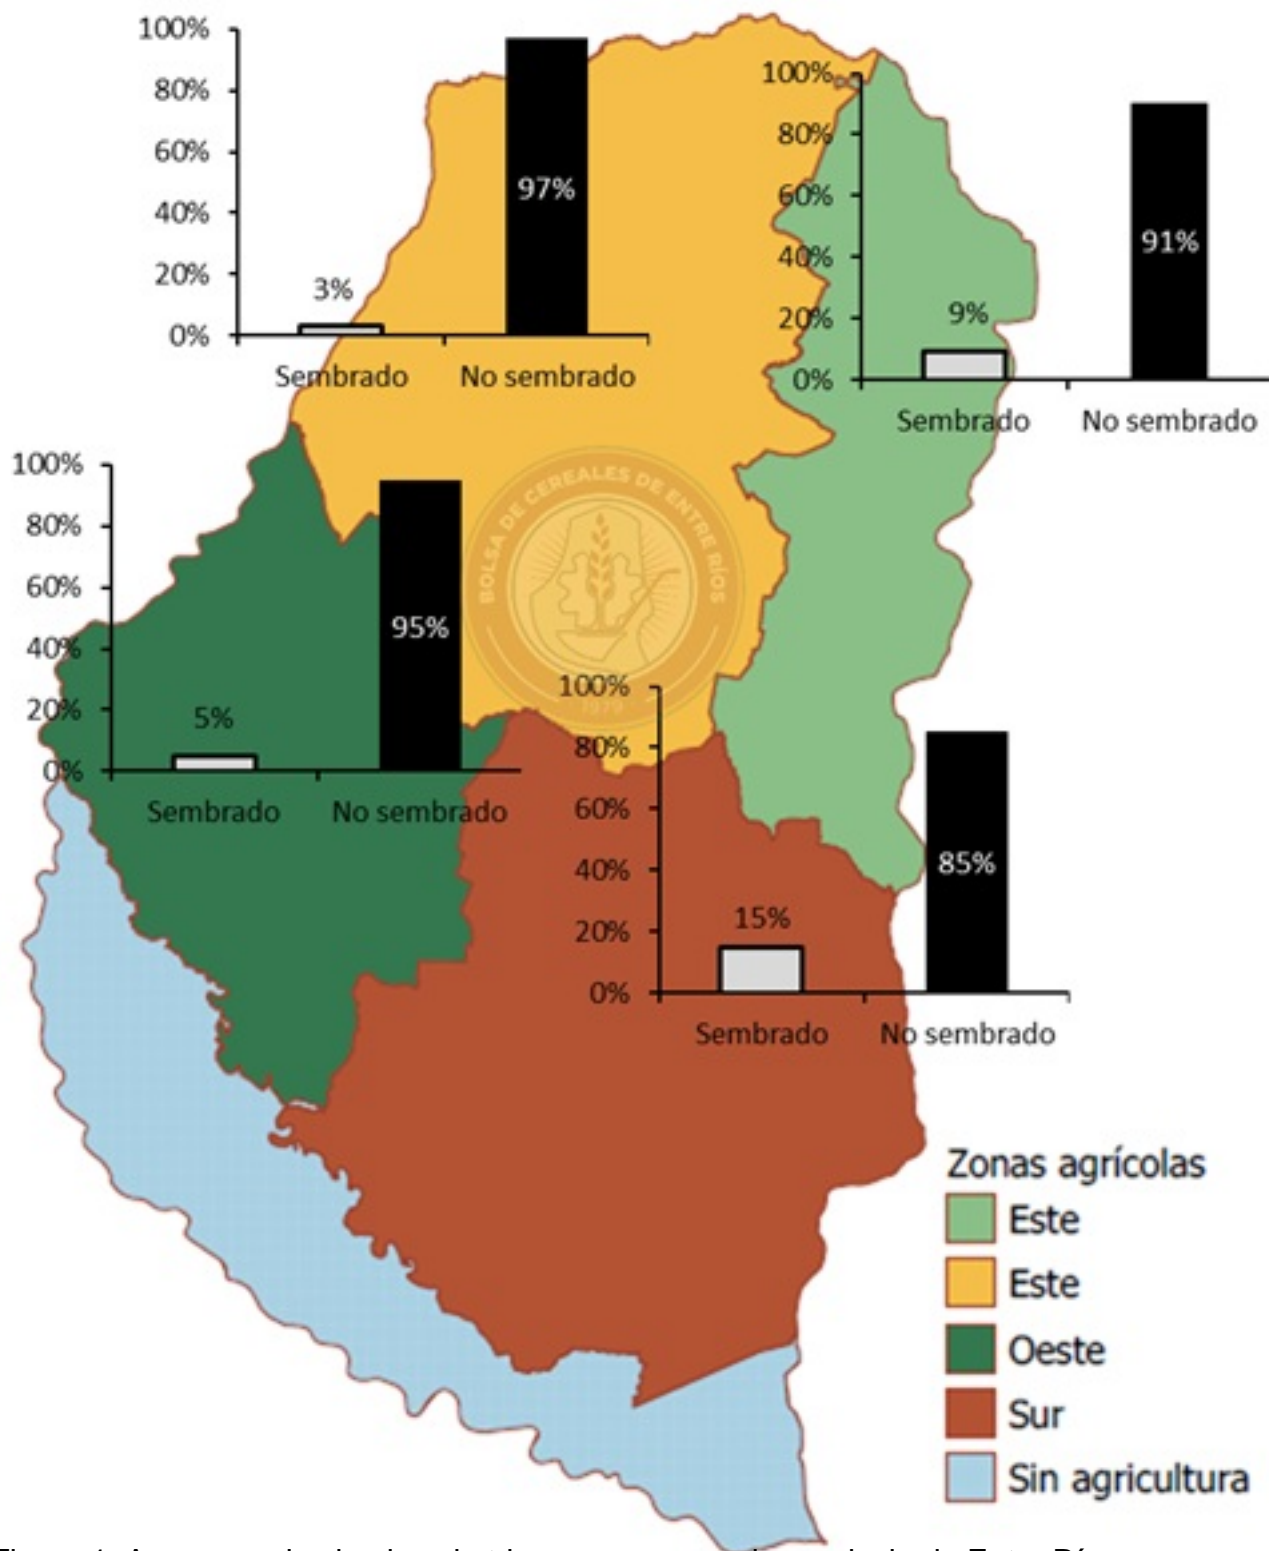 100%
80%
60%
40%
20%
0%
3%
97%
Sembrado
No sembrado
100%
80%
60%
40%
20%
0%
9%
91%
Sembrado
No sembrado
100%
80%
60%
40%
20%
0%
5%
95%
Sembrado
No sembrado
BOLSA DE CEREALES DE ENTRE RÍOS
1979
100%
80%
60%
40%
20%
0%
15%
85%
Sembrado
No sembrado
Zonas agrícolas
Este
Este
Oeste
Sur
Sin agricultura